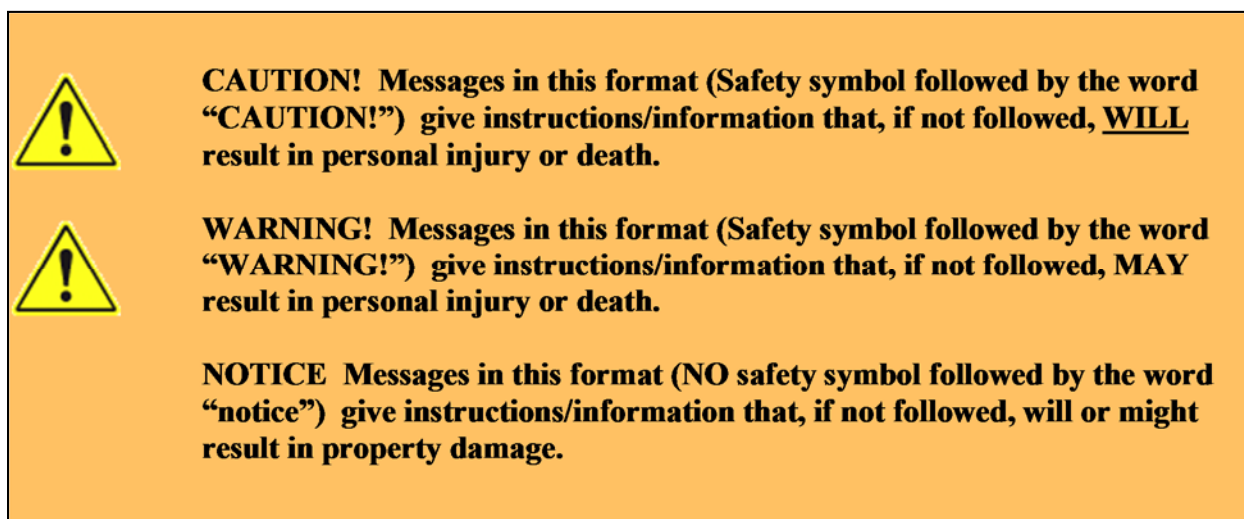 CAUTION!  Messages in this format (Safety symbol followed by the word
“CAUTION!”)  give instructions/information that, if not followed, WILL
result in personal injury or death.
WARNING!  Messages in this format (Safety symbol followed by the word
“WARNING!”)  give instructions/information that, if not followed, MAY
result in personal injury or death.
NOTICE  Messages in this format (NO safety symbol followed by the word
“notice”)  give instructions/information that, if not followed, will or might
result in property damage.